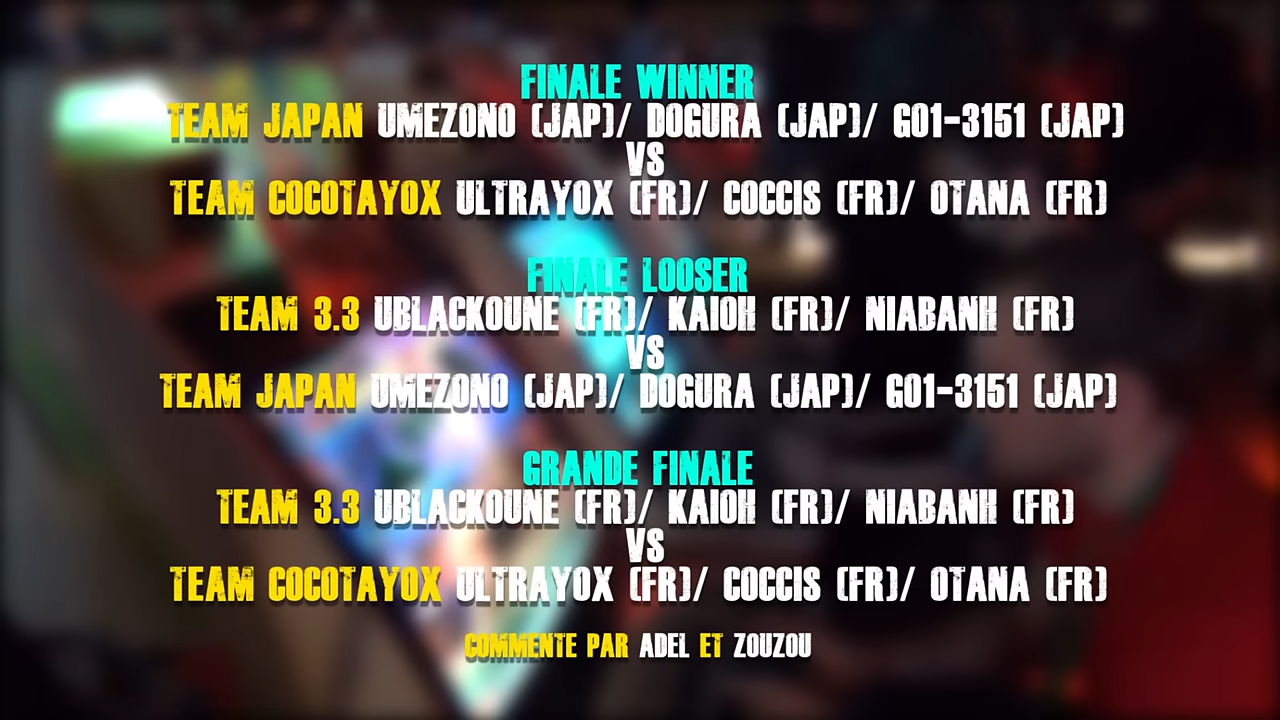 FINALE WINNER
TEAM JAPAN UMEZONO (JAP)/ DOGURA (JAP)/ GO1-3151 (JAP)
VS
TEAM COCOTAYOX ULTRAYOX (FR)/ COCCIS (FR)/ OTANA (FR)
FINALE LOOSER
TEAM 3.3 UBLACKOUNE (FR)/ KAIOH (FR)/ NIABANH (FR)
VS
TEAM JAPAN UMEZONO (JAP)/ DOGURA (JAP)/ GO1-3151 (JAP)
GRANDE FINALE
TEAM 3.3 UBLACKOUNE (FR)/ KAIOH (FR)/ NIABANH (FR)
VS
TEAM COCOTAYOX ULTRAYOX (FR)/ COCCIS (FR)/ OTANA (FR)
COMMENTE PAR ADEL ET ZOUZOU